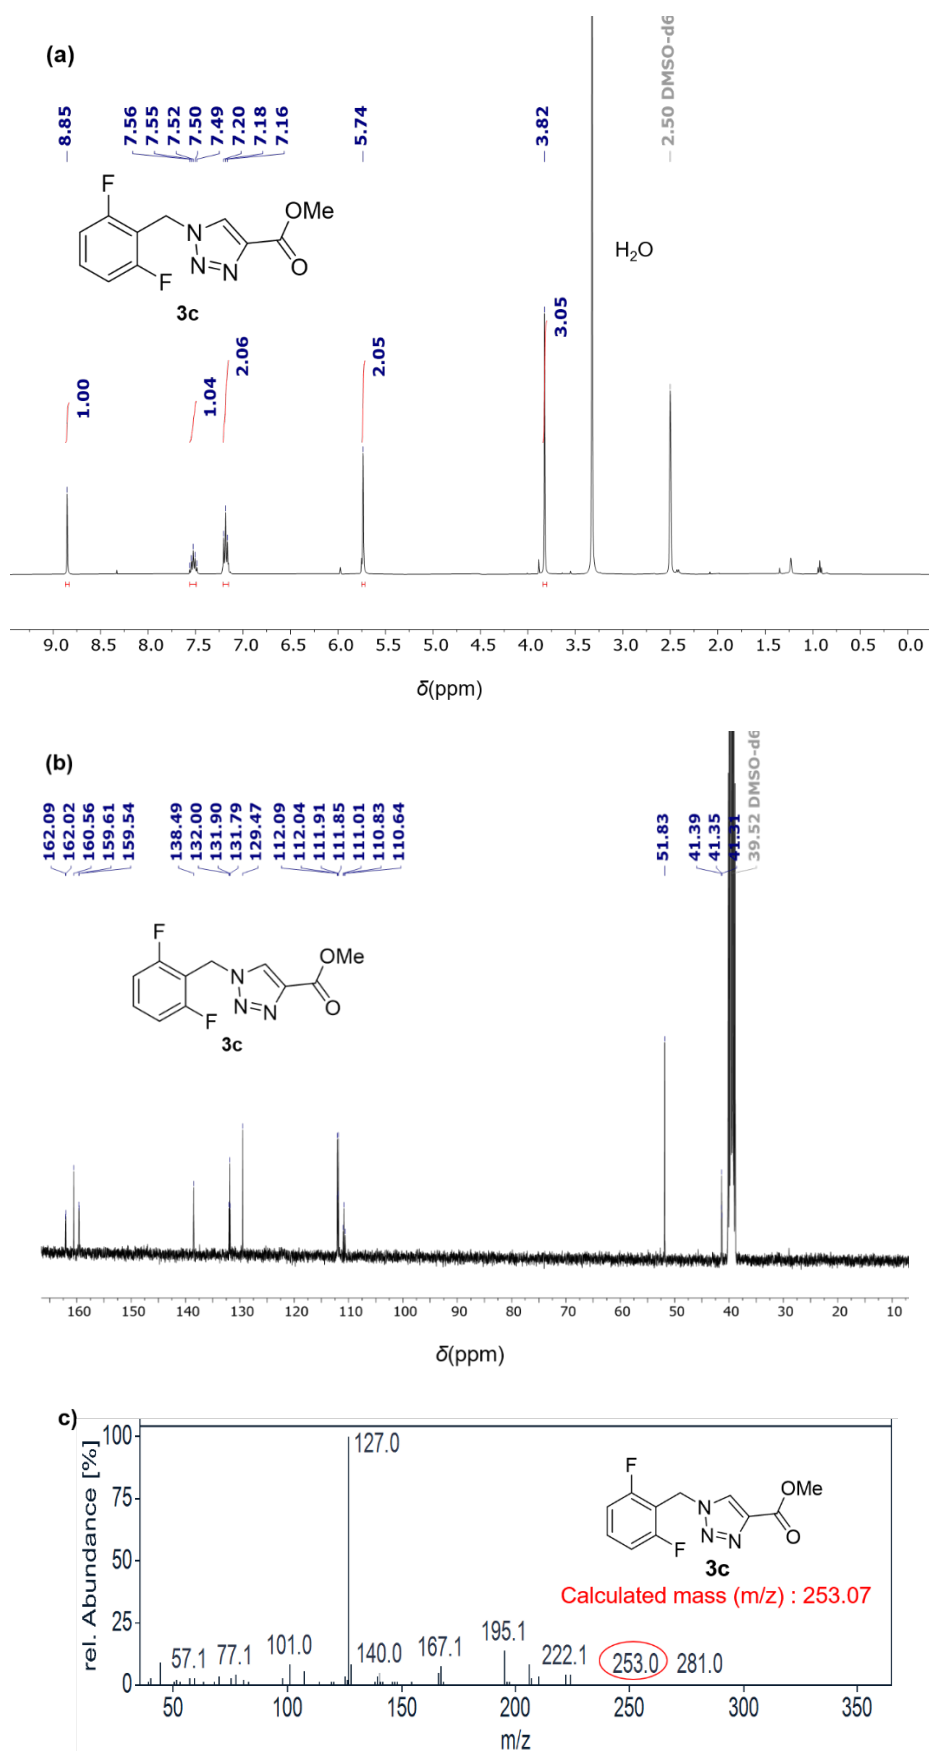 (a)
8.85
7.56
7.55
7.52
7.50
7.49
7.20
7.18
7.16
5.74
3.82
2.50 DMSO-d6
F
F
N
N
N
OMe
O
3c
H₂O
1.00
1.04
2.06
2.05
3.05
9.0 8.5 8.0 7.5 7.0 6.5 6.0 5.5 5.0 4.5 4.0 3.5 3.0 2.5 2.0 1.5 1.0 0.5 0.0
δ(ppm)
(b)
162.09
162.02
160.56
159.61
159.54
138.49
132.00
131.90
131.79
129.47
112.09
112.04
111.91
111.85
111.01
110.83
110.64
51.83
41.39
41.35
41.31
39.52 DMSO-d6
F
F
N
N
N
OMe
O
3c
160 150 140 130 120 110 100 90 80 70 60 50 40 30 20 10
δ(ppm)
c)
rel. Abundance [%]
100
75
50
25
0
127.0
57.1 77.1 101.0 140.0 167.1 195.1 222.1 253.0 281.0
F
F
N
N
N
OMe
O
3c
Calculated mass (m/z) : 253.07
50 100 150 200 250 300 350
m/z